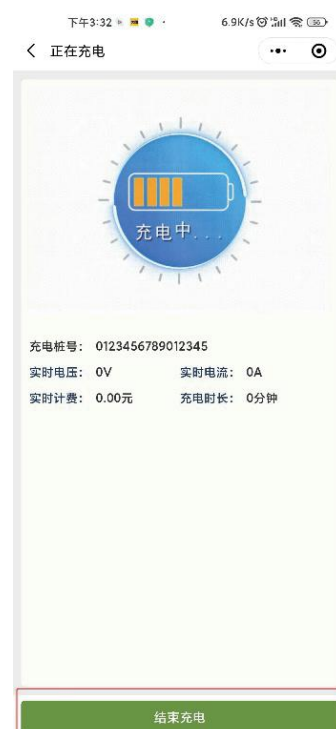 下午3:32
6.9K/s
正在充电
充电中...
充电桩号： 0123456789012345
实时电压： 0V 实时电流： 0A
实时计费： 0.00元 充电时长： 0分钟
结束充电